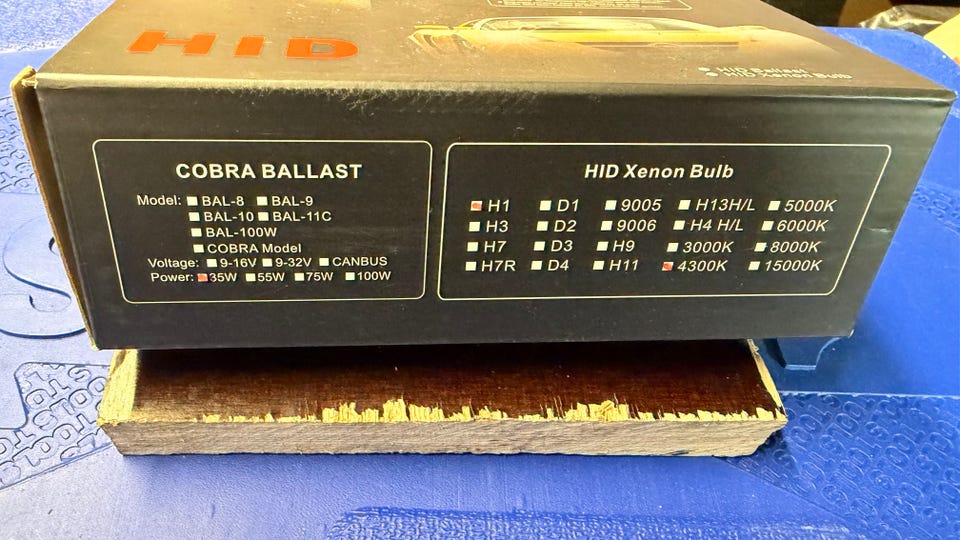 HID
HID Ballast
HID Xenon Bulb
COBRA BALLAST
Model: BAL-8 BAL-9
BAL-10 BAL-11C
BAL-100W
COBRA Model
Voltage: 9-16V 9-32V CANBUS
Power: 35W 55W 75W 100W
HID Xenon Bulb
H1 D1 9005 H13H/L 5000K
H3 D2 9006 H4 H/L 6000K
H7 D3 H9 3000K 8000K
H7R D4 H11 4300K 15000K